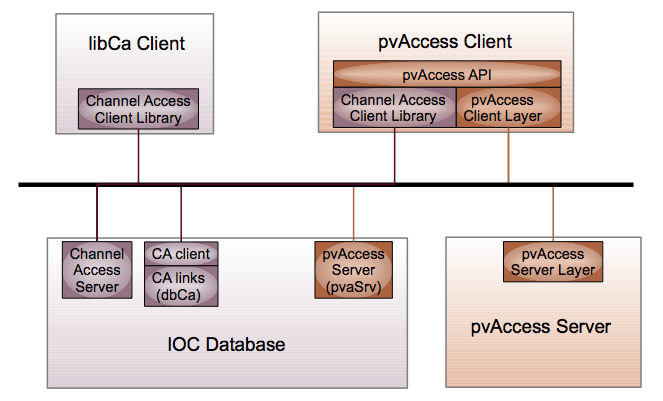 libCa Client
Channel Access
Client Library
pvAccess Client
pvAccess API
Channel Access
Client Library
pvAccess
Client Layer
Channel
Access
Server
CA client
CA links
(dbCa)
pvAccess
Server
(pvaSrv)
IOC Database
pvAccess
Server Layer
pvAccess Server